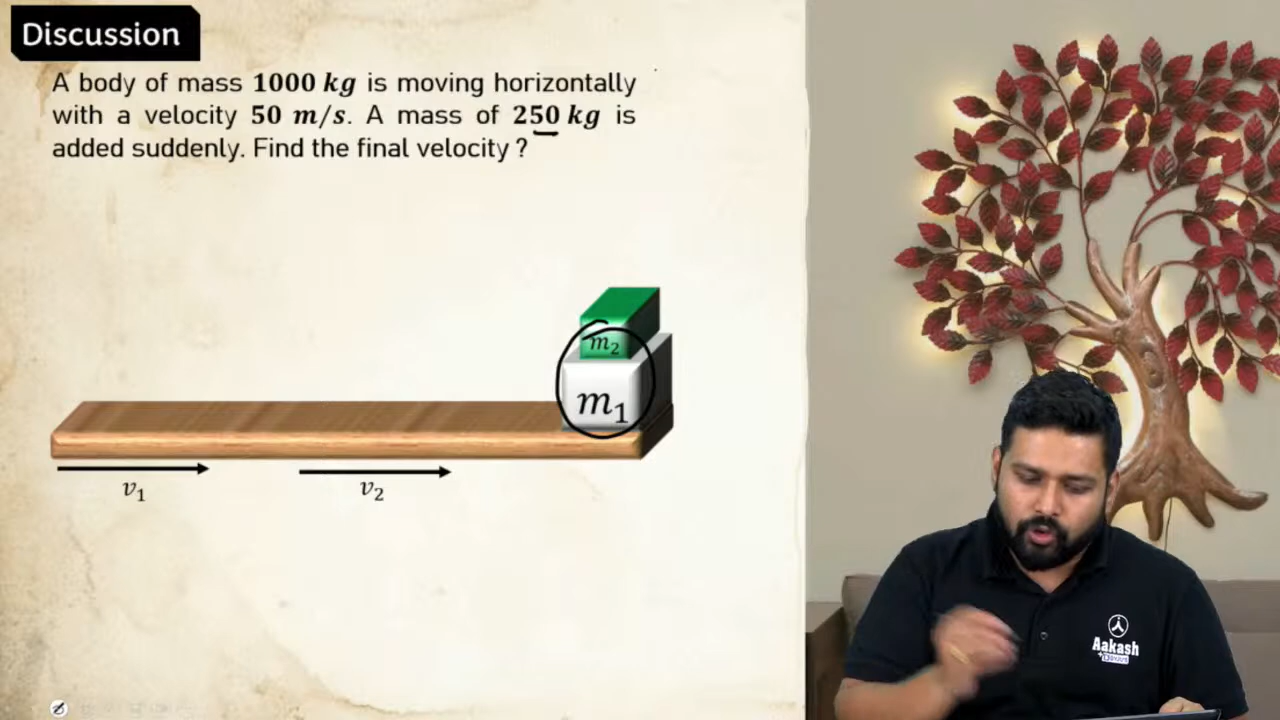 Discussion
A body of mass 1000 kg is moving horizontally
with a velocity 50 m/s. A mass of 250 kg is
added suddenly. Find the final velocity ?
m₂
m₁
v₁
v₂
Aakash